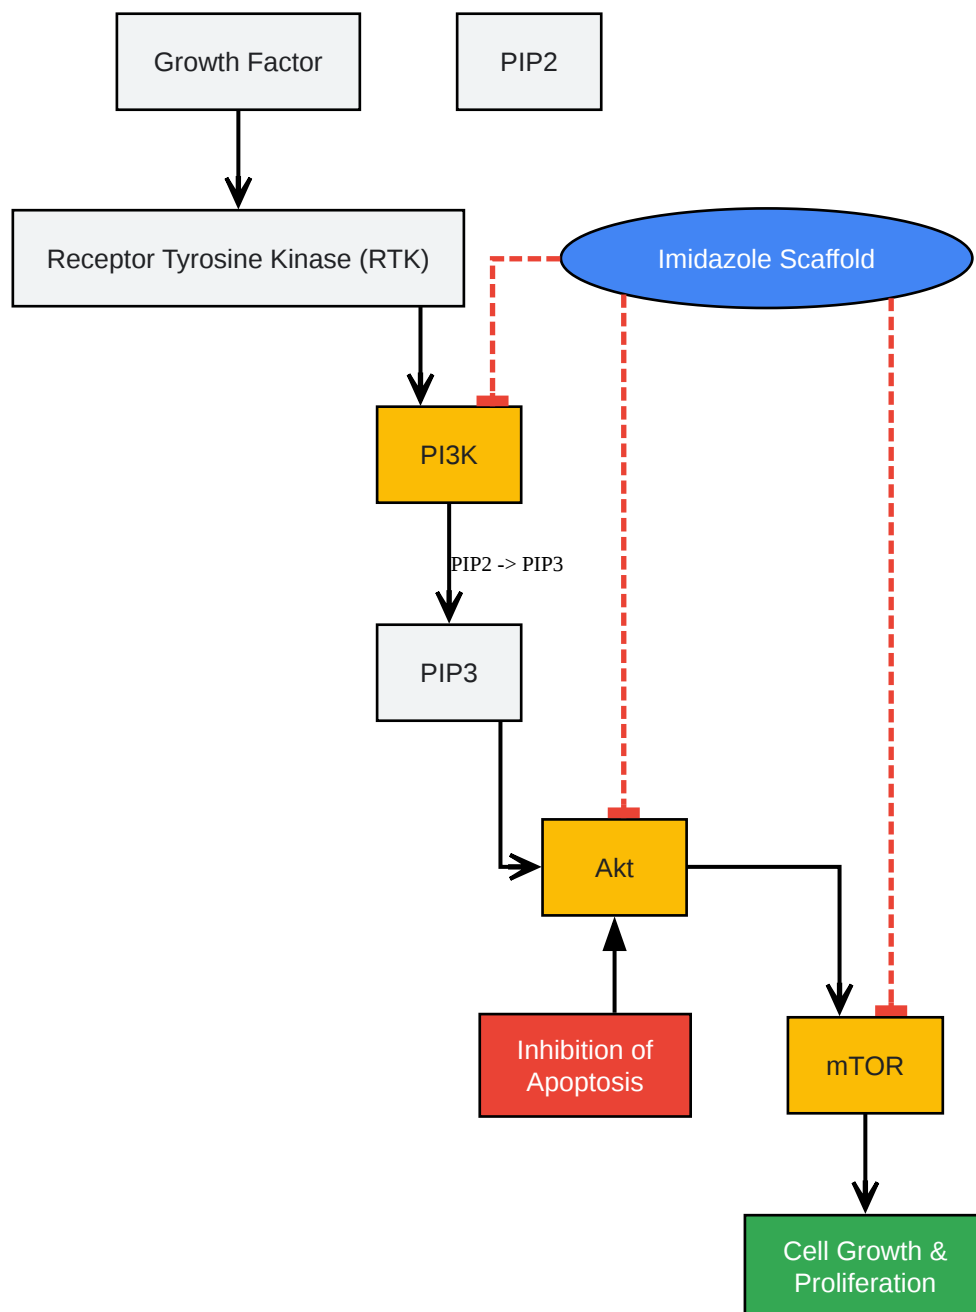 Growth Factor
PIP2
Receptor Tyrosine Kinase (RTK)
Imidazole Scaffold
PI3K
PIP2 -> PIP3
PIP3
Akt
Inhibition of
Apoptosis
mTOR
Cell Growth &
Proliferation